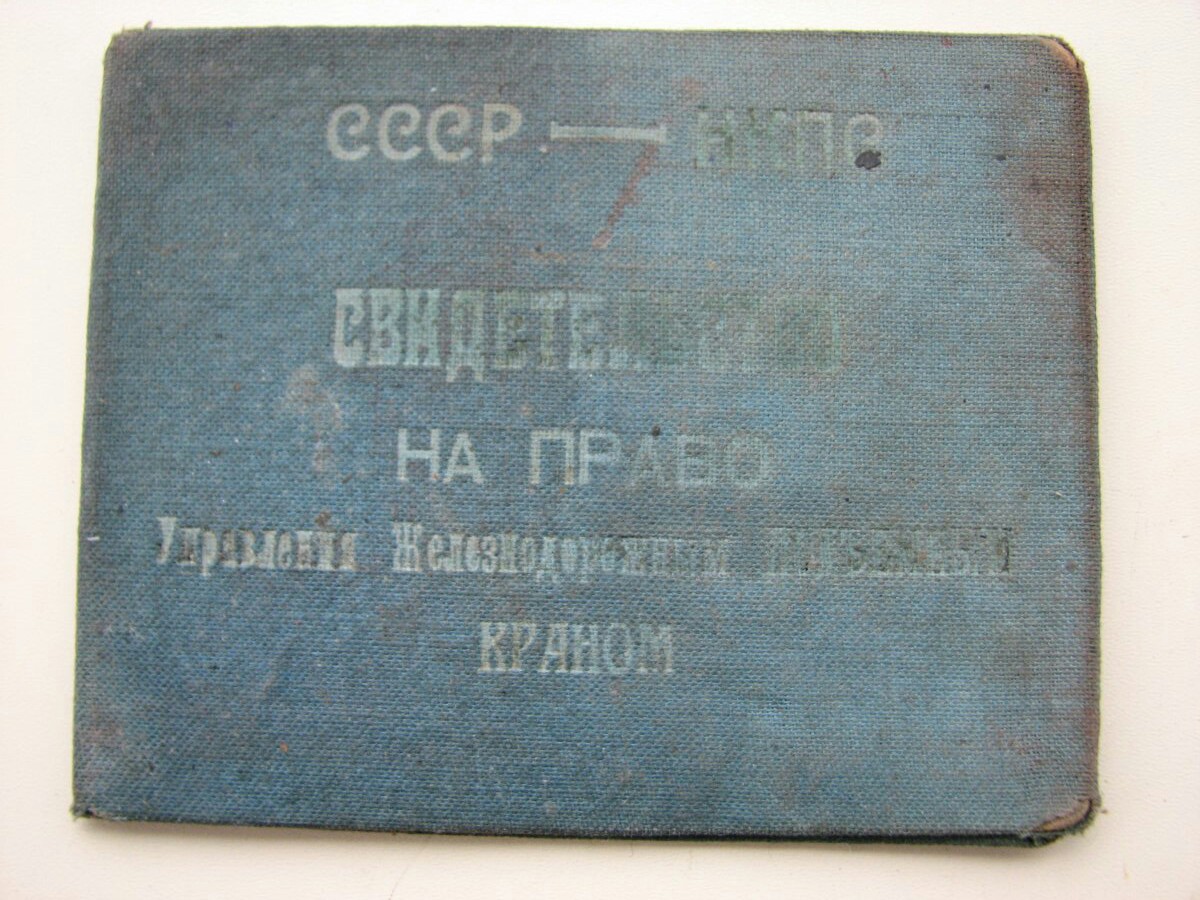 СССР — НКПС
СВИДЕТЕЛЬСТВО
НА ПРАВО
Управления Железнодорожным
КРАНОМ